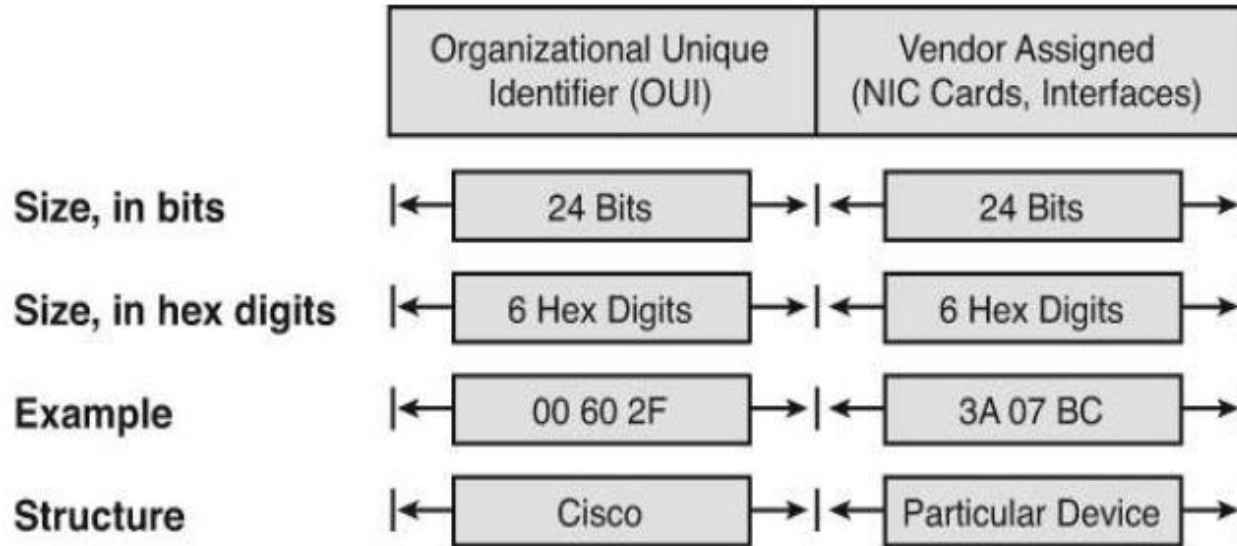 Organizational Unique
Identifier (OUI)
Vendor Assigned
(NIC Cards, Interfaces)
Size, in bits
24 Bits
24 Bits
Size, in hex digits
6 Hex Digits
6 Hex Digits
Example
00 60 2F
3A 07 BC
Structure
Cisco
Particular Device